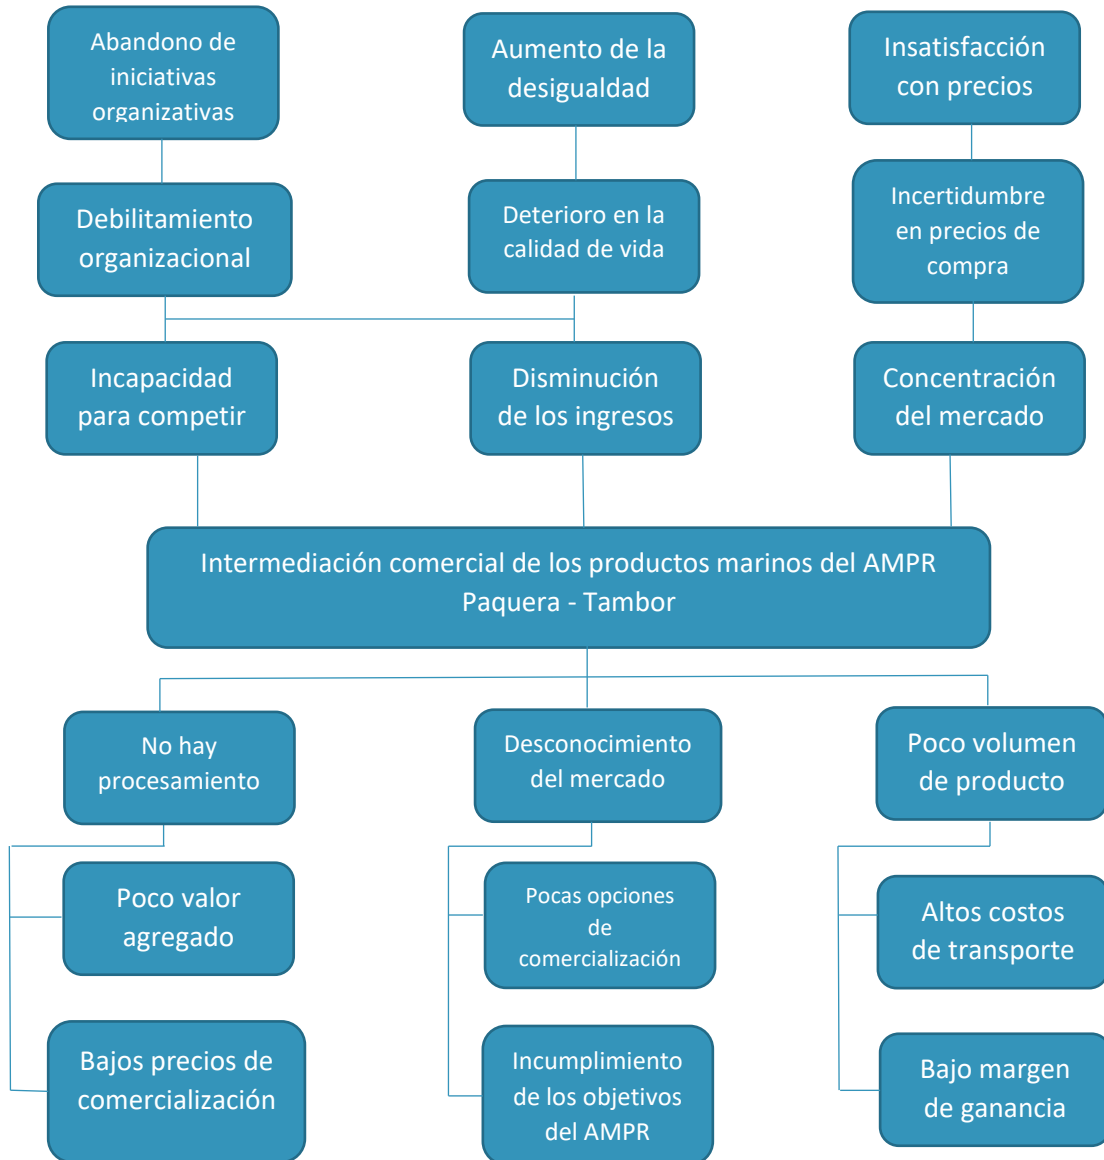 Abandono de
iniciativas
organizativas
Aumento de la
desigualdad
Insatisfacción
con precios
Debilitamiento
organizacional
Deterioro en la
calidad de vida
Incertidumbre
en precios de
compra
Incapacidad
para competir
Disminución
de los ingresos
Concentración
del mercado
Intermediación comercial de los productos marinos del AMPR
Paquera - Tambor
No hay
procesamiento
Desconocimiento
del mercado
Poco volumen
de producto
Poco valor
agregado
Pocas opciones
de
comercialización
Altos costos
de transporte
Bajos precios de
comercialización
Incumplimiento
de los objetivos
del AMPR
Bajo margen
de ganancia